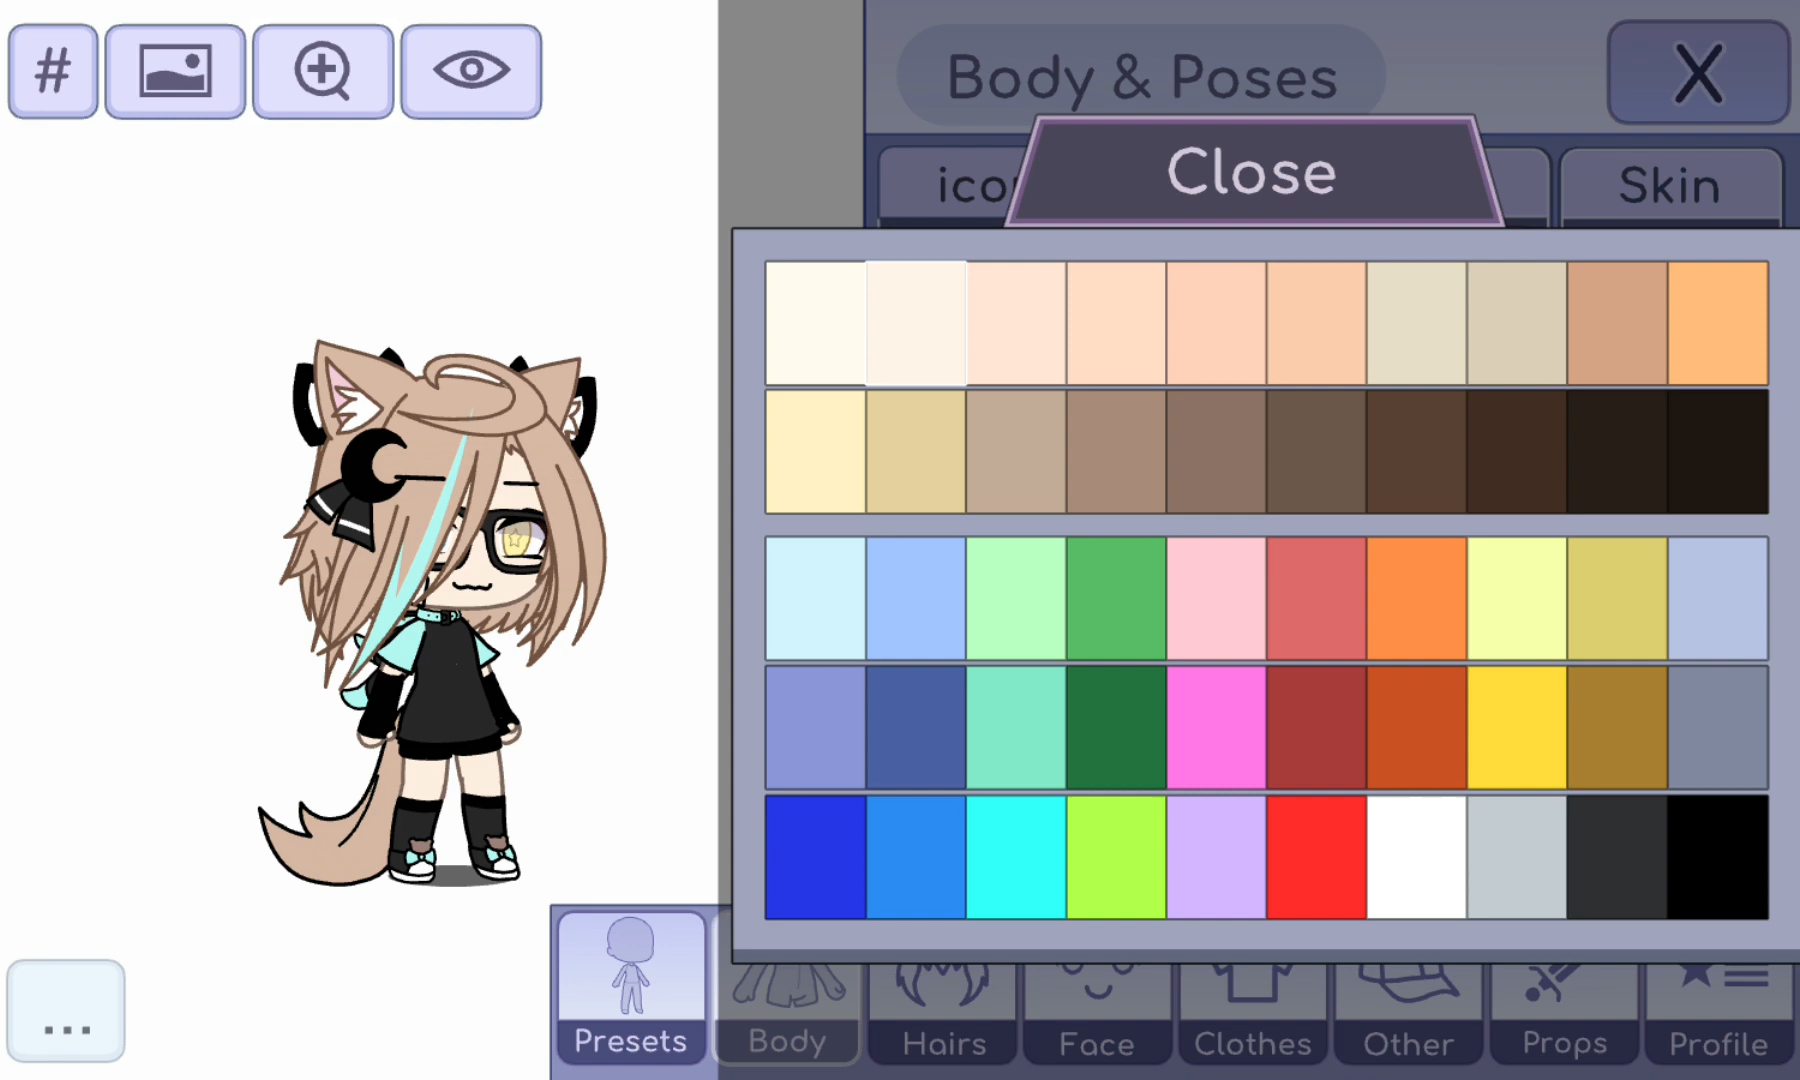 #
Body & Poses
X
Close
Skin
...
Presets
Body
Hairs
Face
Clothes
Other
Props
Profile